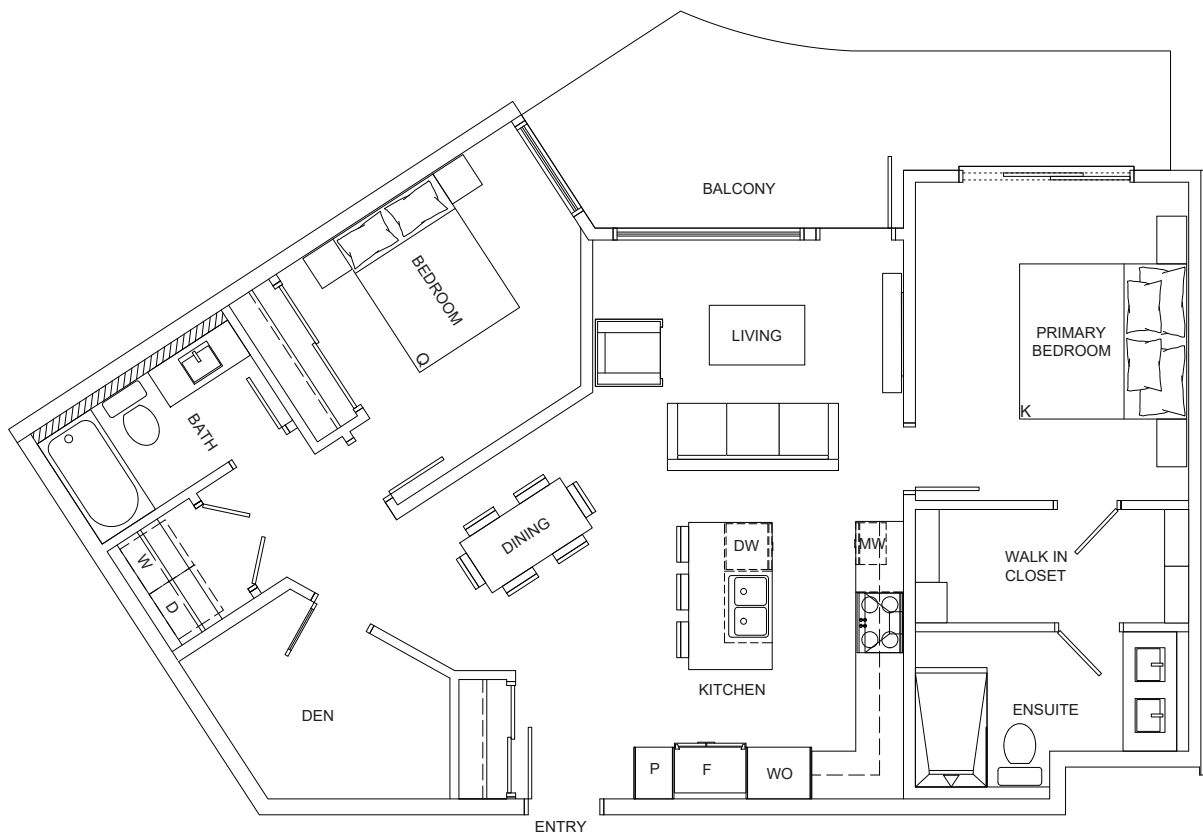 BALCONY
BEDROOM
Q
LIVING
PRIMARY
BEDROOM
K
BATH
DINING
DW
MW
W
D
WALK IN
CLOSET
KITCHEN
DEN
ENSUITE
P
F
WO
ENTRY